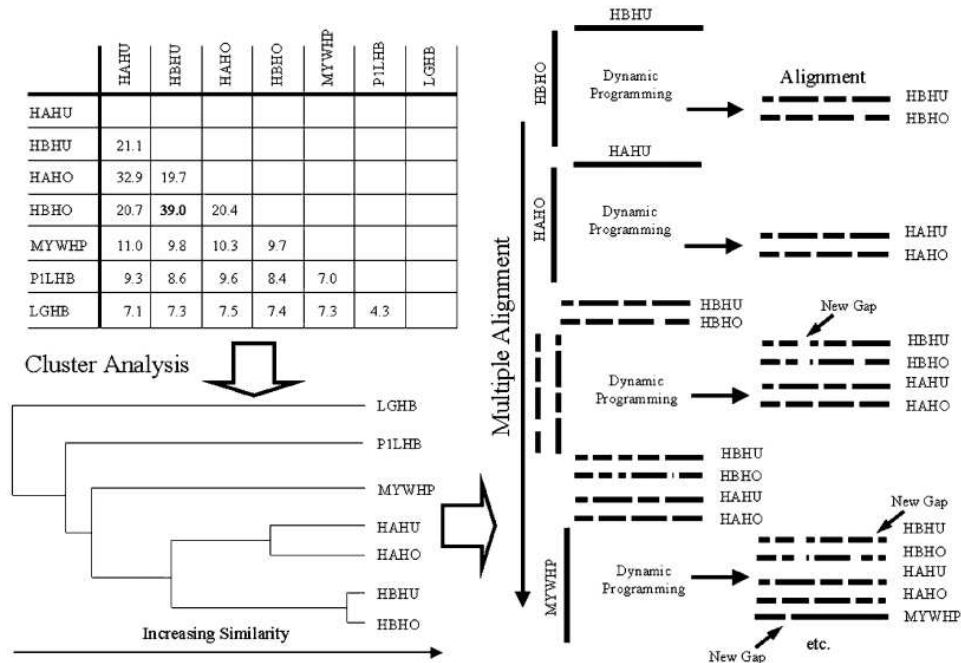 HAHU HBHU HAHO HBHO MYWHP P1LHB LGHB
HAHU
HBHU 21.1
HAHO 32.9 19.7
HBHO 20.7 39.0 20.4
MYWHP 11.0 9.8 10.3 9.7
P1LHB 9.3 8.6 9.6 8.4 7.0
LGHB 7.1 7.3 7.5 7.4 7.3 4.3
Cluster Analysis
LGHB
P1LHB
MYWHP
HAHU
HAHO
HBHU
HBHO
Increasing Similarity
Multiple Alignment
HBHU
HBHO
Dynamic
Programming
Alignment
HBHU
HBHO
HAHU
HAHO
Dynamic
Programming
HAHU
HAHO
HBHU
HBHO
Dynamic
Programming
New Gap
HBHU
HBHO
HAHU
HAHO
HBHU
HBHO
HAHU
HAHO
MYWHP
Dynamic
Programming
New Gap
HBHU
HBHO
HAHU
HAHO
MYWHP
New Gap
etc.